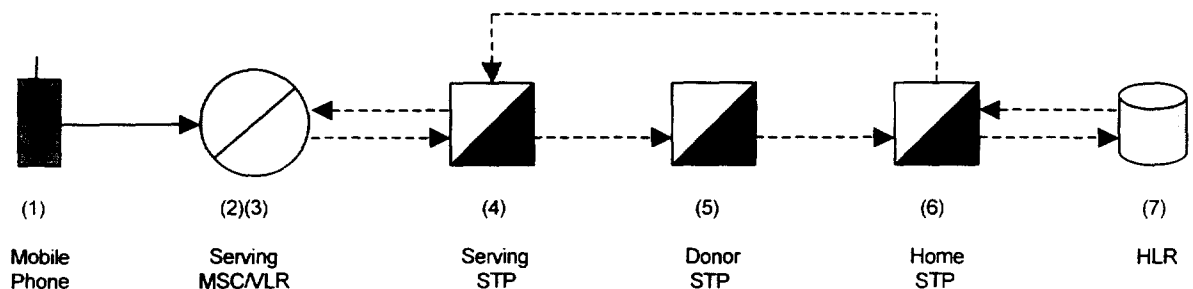 (1) (2)(3) (4) (5) (6) (7)
Mobile Serving Serving Donor Home HLR
Phone MSC/VLR STP STP STP